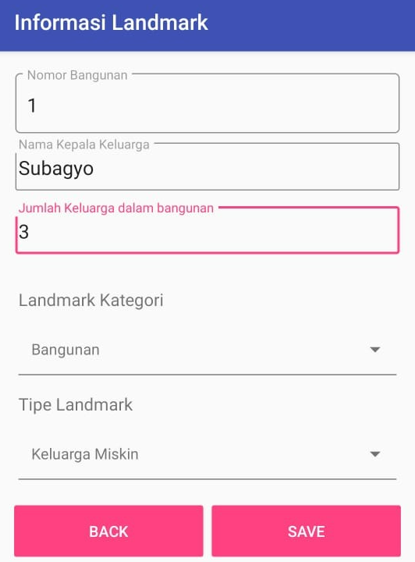 Informasi Landmark
Nomor Bangunan
1
Nama Kepala Keluarga
Subagyo
Jumlah Keluarga dalam bangunan
3
Landmark Kategori
Bangunan
Tipe Landmark
Keluarga Miskin
BACK SAVE